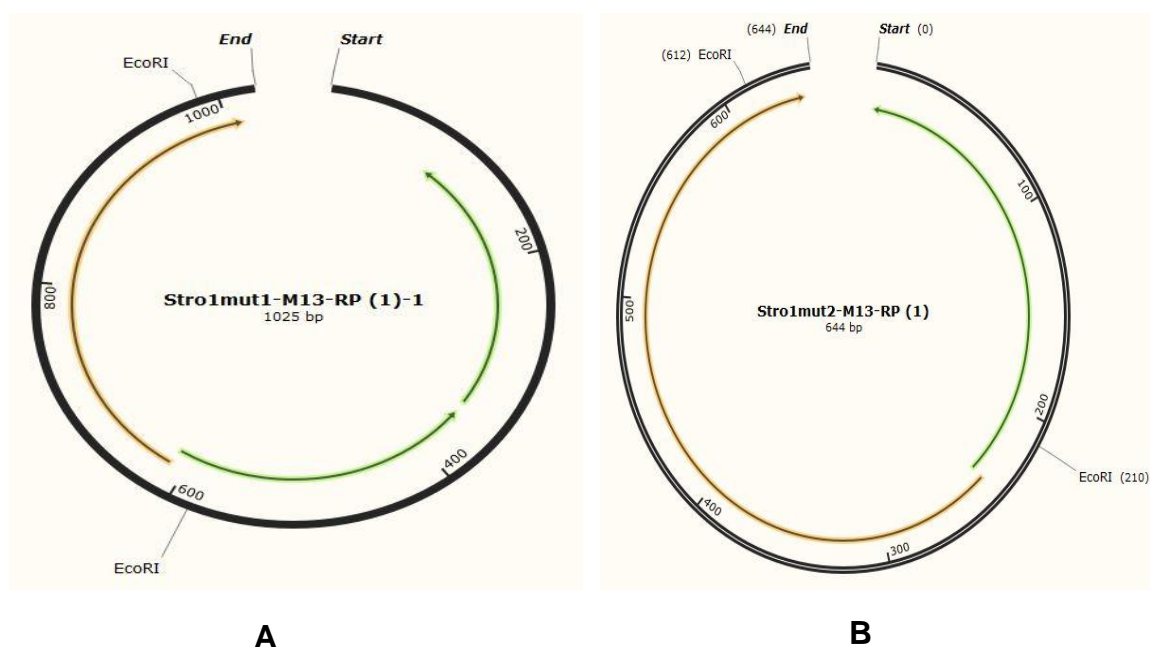 End
Start
EcoRI
1000
200
800
Stro1mut1-M13-RP (1)-1
1025 bp
400
600
EcoRI
A
(644) End
Start (0)
(612) EcoRI
600
100
500
Stro1mut2-M13-RP (1)
644 bp
200
EcoRI (210)
400
300
B